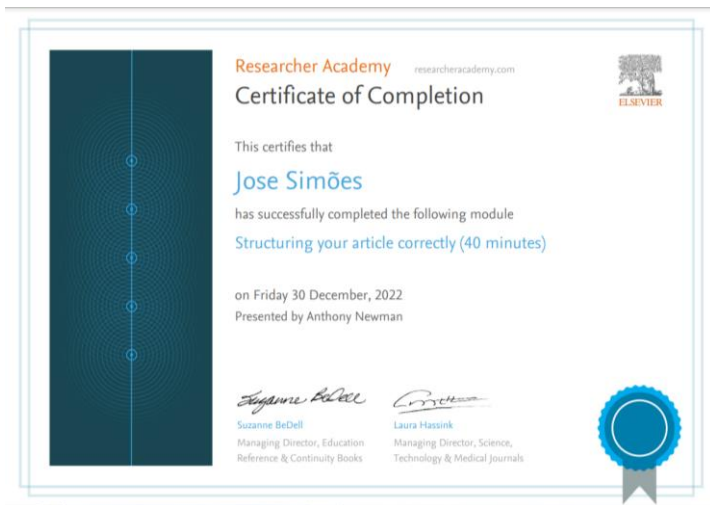 Researcher Academy researcheracademy.com
Certificate of Completion
ELSEVIER
This certifies that
Jose Simões
has successfully completed the following module
Structuring your article correctly (40 minutes)
on Friday 30 December, 2022
Presented by Anthony Newman
Suzanne BeDell
Suzanne BeDell
Managing Director, Education
Reference & Continuity Books
Laura Hassink
Managing Director, Science,
Technology & Medical Journals